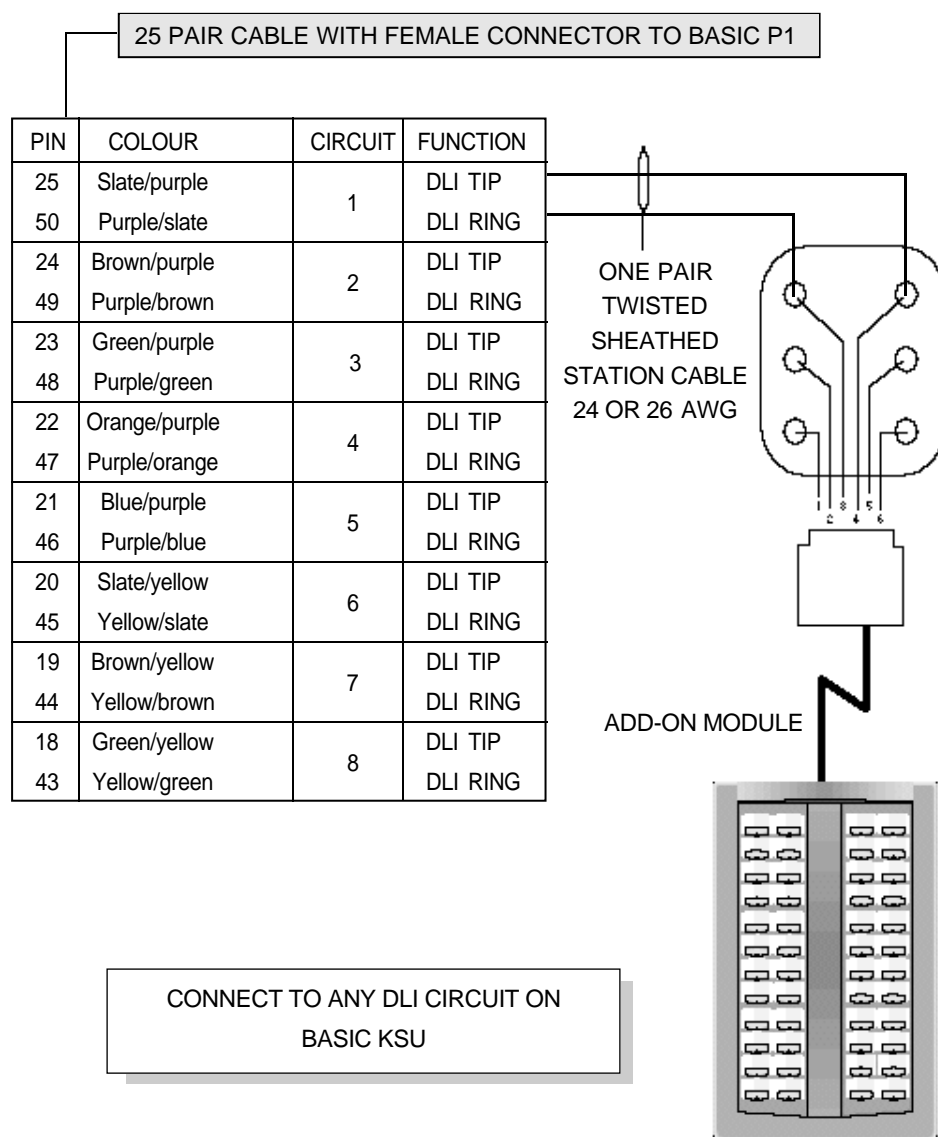 25 PAIR CABLE WITH FEMALE CONNECTOR TO BASIC P1
PIN COLOUR CIRCUIT FUNCTION
25 Slate/purple 1 DLI TIP
50 Purple/slate DLI RING
24 Brown/purple 2 DLI TIP
49 Purple/brown DLI RING
23 Green/purple 3 DLI TIP
48 Purple/green DLI RING
22 Orange/purple 4 DLI TIP
47 Purple/orange DLI RING
21 Blue/purple 5 DLI TIP
46 Purple/blue DLI RING
20 Slate/yellow 6 DLI TIP
45 Yellow/slate DLI RING
19 Brown/yellow 7 DLI TIP
44 Yellow/brown DLI RING
18 Green/yellow 8 DLI TIP
43 Yellow/green DLI RING
ONE PAIR
TWISTED
SHEATHED
STATION CABLE
24 OR 26 AWG
1 2 3 4 5 6
ADD-ON MODULE
CONNECT TO ANY DLI CIRCUIT ON
BASIC KSU